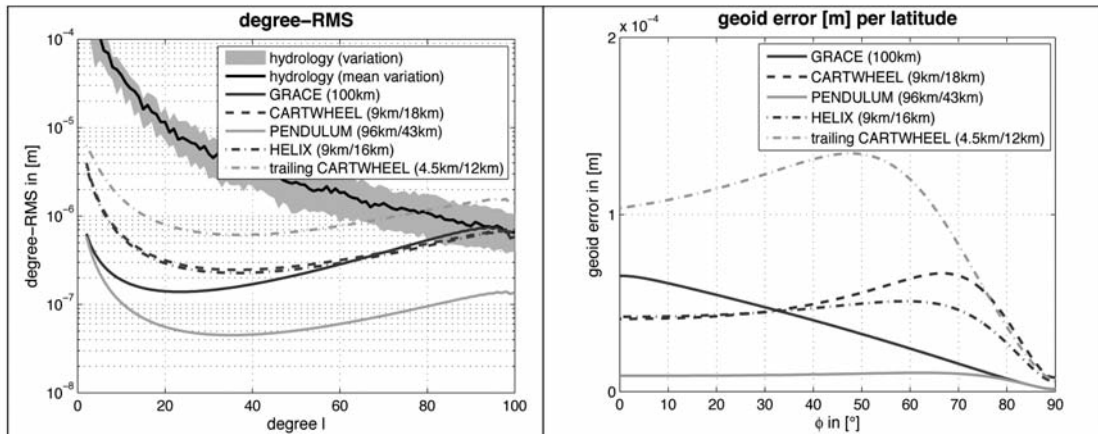 degree-RMS
10⁻⁴
10⁻⁵
10⁻⁶
10⁻⁷
10⁻⁸
degree-RMS in [m]
hydrology (variation)
hydrology (mean variation)
GRACE (100km)
CARTWHEEL (9km/18km)
PENDULUM (96km/43km)
HELIX (9km/16km)
trailing CARTWHEEL (4.5km/12km)
0 20 40 60 80 100
degree l
geoid error [m] per latitude
x 10⁻⁴
2
1
0
geoid error in [m]
GRACE (100km)
CARTWHEEL (9km/18km)
PENDULUM (96km/43km)
HELIX (9km/16km)
trailing CARTWHEEL (4.5km/12km)
0 10 20 30 40 50 60 70 80 90
ϕ in [°]